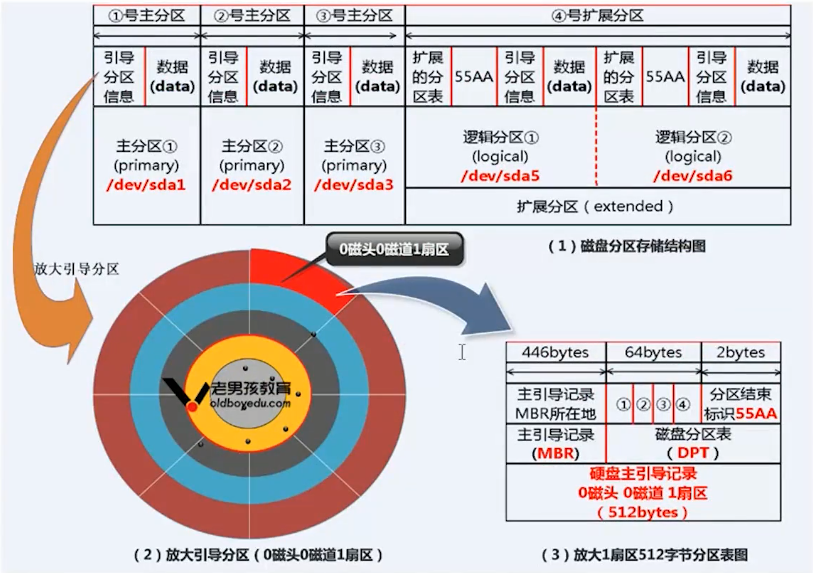 ①号主分区 ②号主分区 ③号主分区 ④号扩展分区
引导分区信息 数据(data) 引导分区信息 数据(data) 引导分区信息 数据(data) 扩展的分区表 55AA 引导分区信息 数据(data) 扩展的分区表 55AA 引导分区信息 数据(data)
主分区① 主分区② 主分区③ 逻辑分区① 逻辑分区②
(primary) (primary) (primary) (logical) (logical)
/dev/sda1 /dev/sda2 /dev/sda3 /dev/sda5 /dev/sda6
扩展分区（extended）
（1）磁盘分区存储结构图
放大引导分区
0磁头0磁道1扇区
老男孩教育
oldboyedu.com
（2）放大引导分区（0磁头0磁道1扇区）
446bytes 64bytes 2bytes
主引导记录 ① ② ③ ④ 分区结束
MBR所在地 标识55AA
主引导记录 磁盘分区表
(MBR) （DPT）
硬盘主引导记录
0磁头 0磁道 1扇区
（512bytes）
（3）放大1扇区512字节分区表图